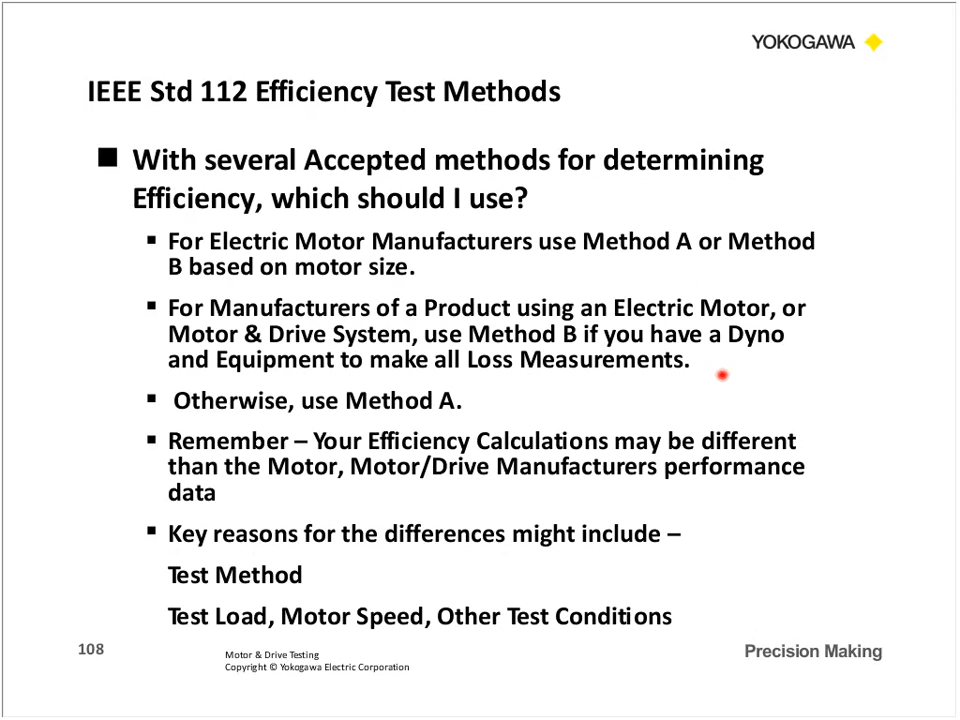 YOKOGAWA
IEEE Std 112 Efficiency Test Methods
With several Accepted methods for determining
Efficiency, which should I use?
For Electric Motor Manufacturers use Method A or Method
B based on motor size.
For Manufacturers of a Product using an Electric Motor, or
Motor & Drive System, use Method B if you have a Dyno
and Equipment to make all Loss Measurements.
Otherwise, use Method A.
Remember – Your Efficiency Calculations may be different
than the Motor, Motor/Drive Manufacturers performance
data
Key reasons for the differences might include –
Test Method
Test Load, Motor Speed, Other Test Conditions
108
Motor & Drive Testing
Copyright © Yokogawa Electric Corporation
Precision Making